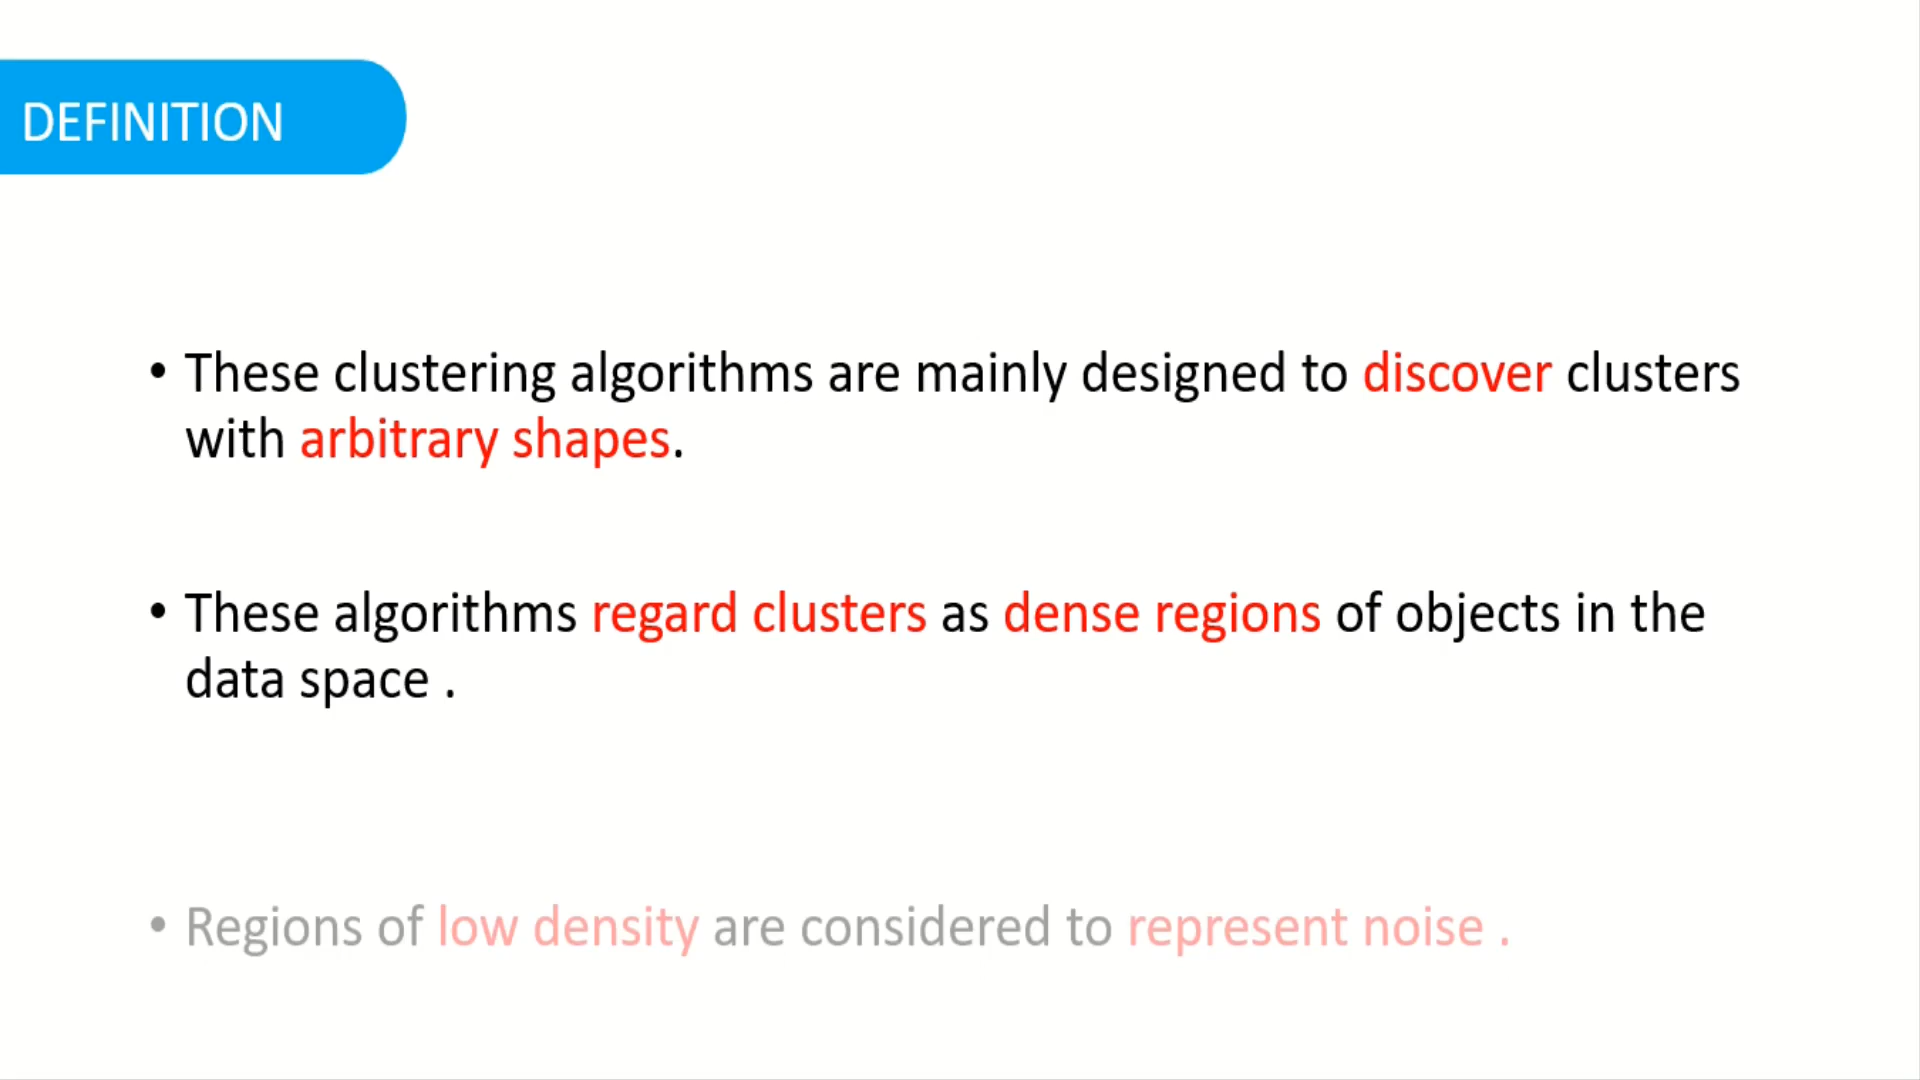 DEFINITION
• These clustering algorithms are mainly designed to discover clusters
with arbitrary shapes.
• These algorithms regard clusters as dense regions of objects in the
data space .
• Regions of low density are considered to represent noise .